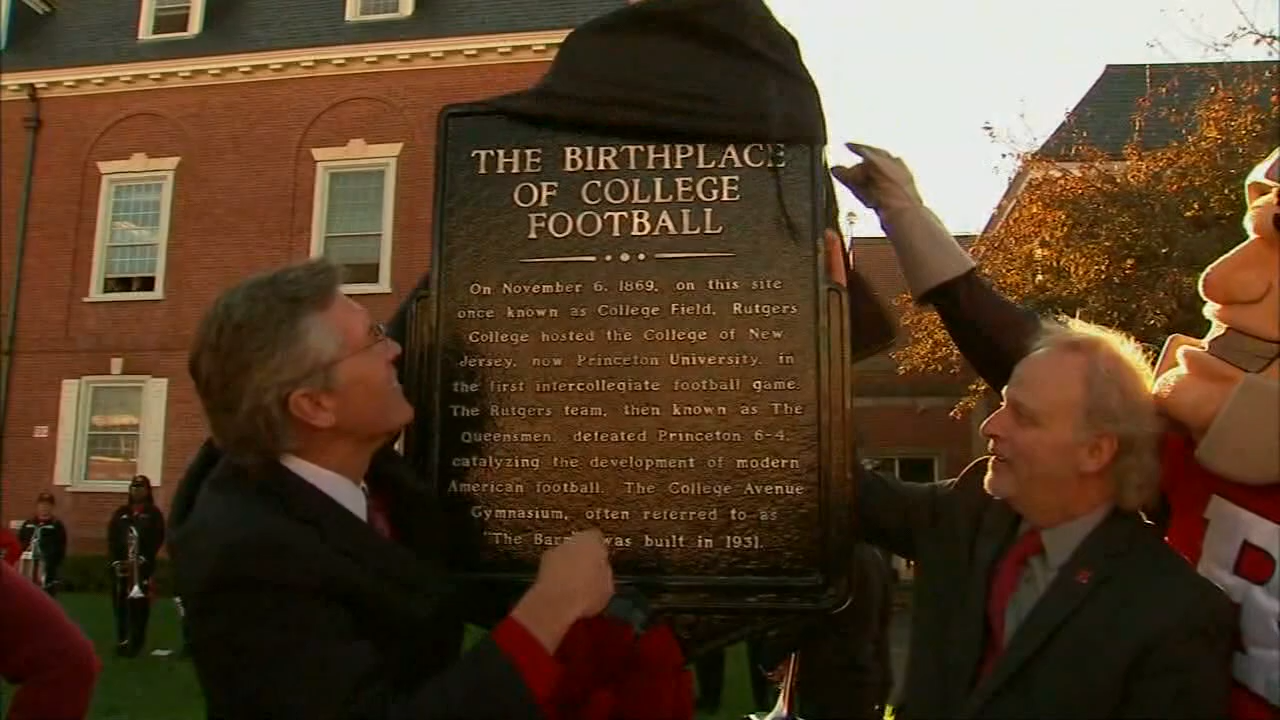 THE BIRTHPLACE
OF COLLEGE
FOOTBALL
On November 6, 1869, on this site
once known as College Field, Rutgers
College hosted the College of New
Jersey, now Princeton University, in
the first intercollegiate football game.
The Rutgers team, then known as The
Queensmen, defeated Princeton 6-4,
catalyzing the development of modern
American football. The College Avenue
Gymnasium, often referred to as
"The Barn", was built in 1931.
R